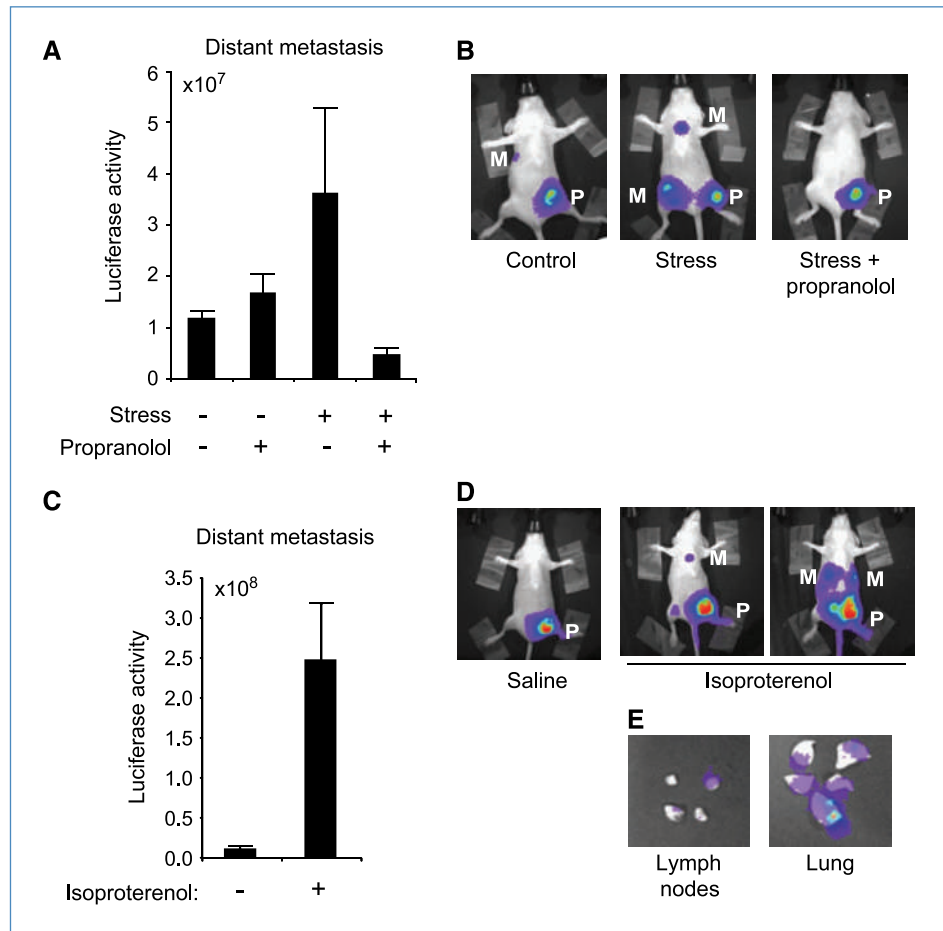 A
Distant metastasis
x10⁷
6
5
4
3
2
1
0
Luciferase activity
Stress - - + +
Propranolol - + - +
B
M
P
Control
M
M
P
Stress
P
Stress +
propranolol
C
Distant metastasis
x10⁸
3.5
3.0
2.5
2.0
1.5
1.0
0.5
0.0
Luciferase activity
Isoproterenol: - +
D
P
Saline
M
P
M
M
P
Isoproterenol
E
Lymph
nodes
Lung